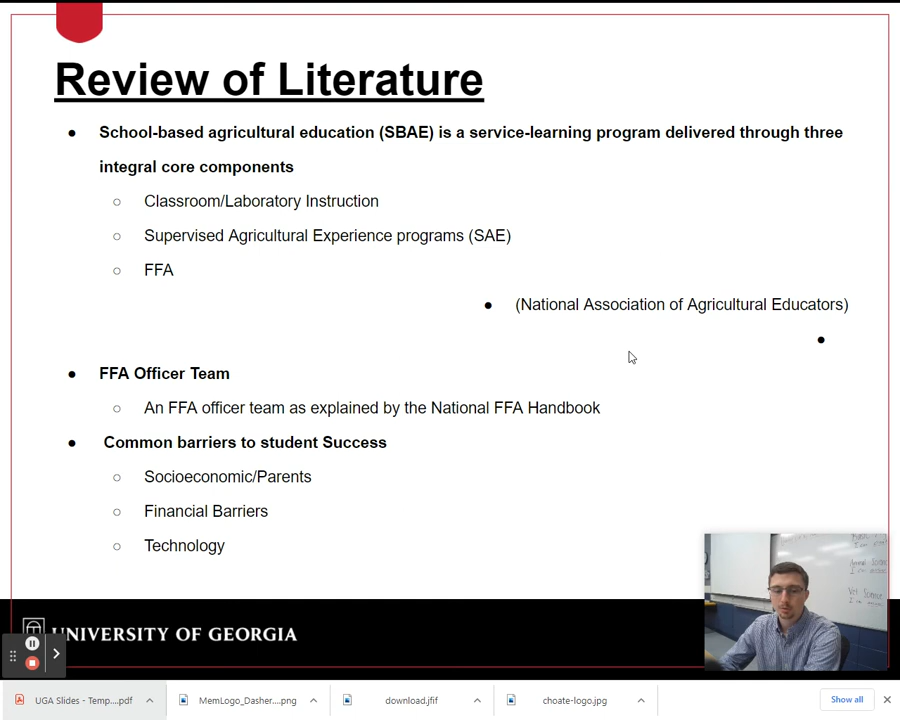 Review of Literature
● School-based agricultural education (SBAE) is a service-learning program delivered through three
integral core components
○ Classroom/Laboratory Instruction
○ Supervised Agricultural Experience programs (SAE)
○ FFA
● (National Association of Agricultural Educators)
●
● FFA Officer Team
○ An FFA officer team as explained by the National FFA Handbook
● Common barriers to student Success
○ Socioeconomic/Parents
○ Financial Barriers
○ Technology
UNIVERSITY OF GEORGIA
UGA Slides - Temp....pdf
MemLogo_Dasher....png
download.jfif
choate-logo.jpg
Show all